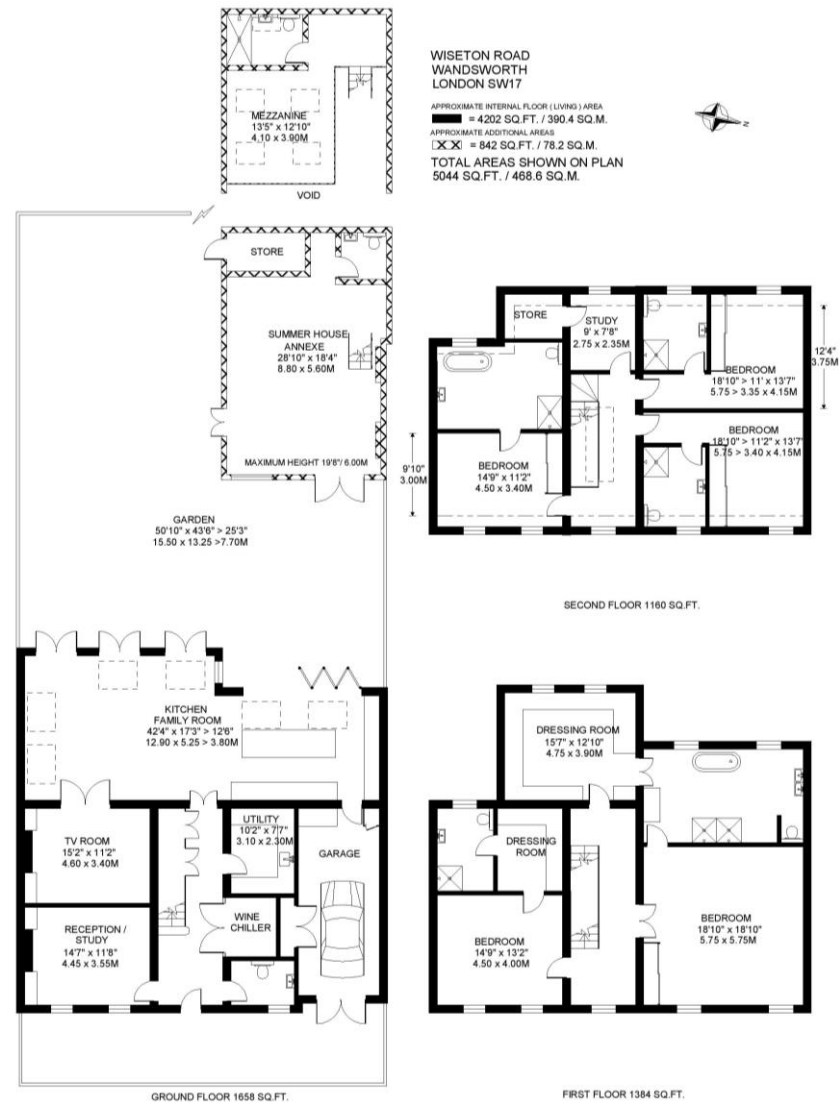 WISETON ROAD
WANDSWORTH
LONDON SW17
APPROXIMATE INTERNAL FLOOR (LIVING) AREA
= 4202 SQ.FT. / 390.4 SQ.M.
APPROXIMATE ADDITIONAL AREAS
= 842 SQ.FT. / 78.2 SQ.M.
TOTAL AREAS SHOWN ON PLAN
5044 SQ.FT. / 468.6 SQ.M.
N
MEZZANINE
13'5" x 12'10"
4.10 x 3.90M
VOID
STORE
SUMMER HOUSE
ANNEXE
28'10" x 18'4"
8.80 x 5.60M
MAXIMUM HEIGHT 19'8"/ 6.00M
GARDEN
50'10" x 43'6" > 25'3"
15.50 x 13.25 >7.70M
KITCHEN
FAMILY ROOM
42'4" x 17'3" > 12'6"
12.90 x 5.25 > 3.80M
TV ROOM
15'2" x 11'2"
4.60 x 3.40M
UTILITY
10'2" x 7'7"
3.10 x 2.30M
GARAGE
WINE
CHILLER
RECEPTION /
STUDY
14'7" x 11'8"
4.45 x 3.55M
GROUND FLOOR 1658 SQ.FT.
STORE
STUDY
9' x 7'8"
2.75 x 2.35M
12'4"
3.75M
BEDROOM
18'10" > 11' x 13'7"
5.75 > 3.35 x 4.15M
BEDROOM
18'10" > 11'2" x 13'7"
5.75 > 3.40 x 4.15M
9'10"
3.00M
BEDROOM
14'9" x 11'2"
4.50 x 3.40M
SECOND FLOOR 1160 SQ.FT.
DRESSING ROOM
15'7" x 12'10"
4.75 x 3.90M
DRESSING
ROOM
BEDROOM
14'9" x 13'2"
4.50 x 4.00M
BEDROOM
18'10" x 18'10"
5.75 x 5.75M
FIRST FLOOR 1384 SQ.FT.